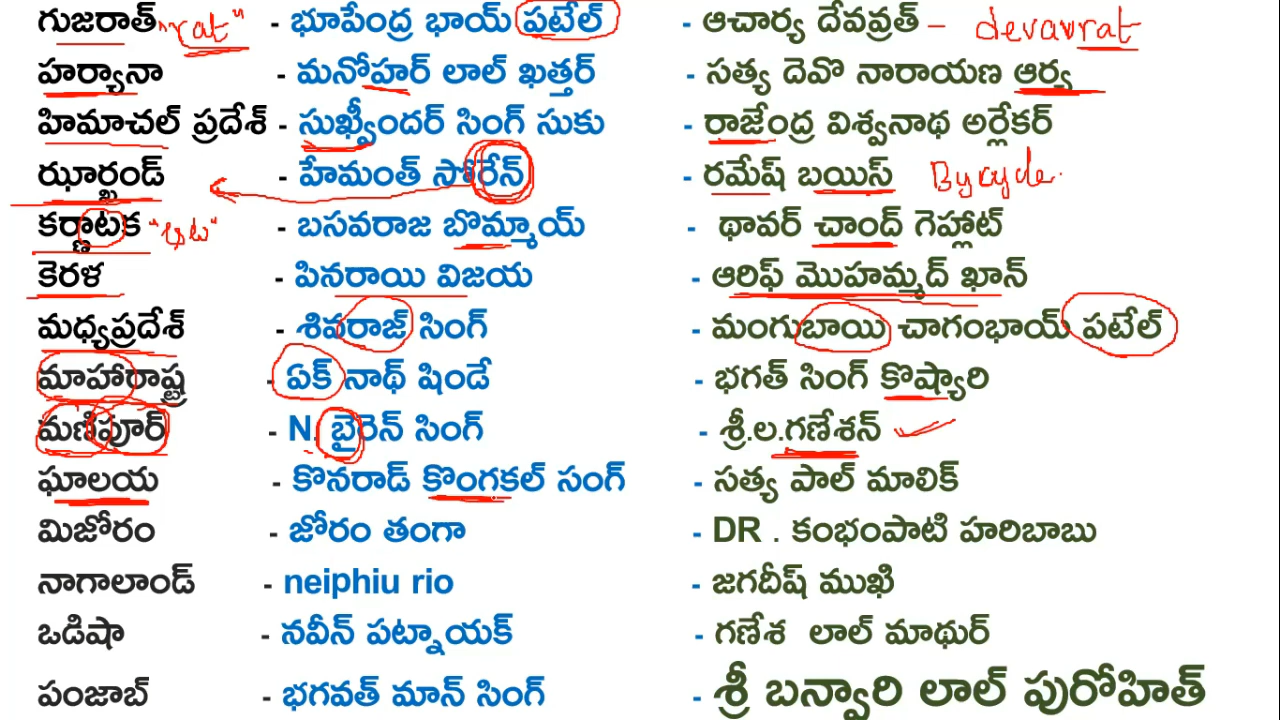 గుజరాత్ "rat" - భూపేంద్ర భాయ్ పటేల్ - ఆచార్య దేవవ్రత్ - devavrat
హర్యానా - మనోహర్ లాల్ ఖత్తర్ - సత్య దెవొ నారాయణ ఆర్వ
హిమాచల్ ప్రదేశ్ - సుఖ్వీందర్ సింగ్ సుకు - రాజేంద్ర విశ్వనాథ అర్లేకర్
ఝార్ఖండ్ - హేమంత్ సోరేన్ - రమేష్ బయిస్ Bycycle.
కర్ణాటక - బసవరాజ బొమ్మాయ్ - థావర్ చాంద్ గెహ్లాట్
కెరళ - పినరాయి విజయ - ఆరిఫ్ మొహమ్మద్ ఖాన్
మధ్యప్రదేశ్ - శివరాజ్ సింగ్ - మంగుబాయి చాగంభాయ్ పటేల్
మాహారాష్ట్ర - ఏక్ నాథ్ షిండే - భగత్ సింగ్ కొష్యారి
మణిపూర్ - N. బైరెన్ సింగ్ - శ్రీ.ల.గణేశన్
ఘాలయ - కొనరాడ్ కొంగకల్ సంగ్ - సత్య పాల్ మాలిక్
మిజోరం - జోరం తంగా - DR . కంభంపాటి హరిబాబు
నాగాలాండ్ - neiphiu rio - జగదీష్ ముఖి
ఒడిషా - నవీన్ పట్నాయక్ - గణేశ లాల్ మాథుర్
పంజాబ్ - భగవత్ మాన్ సింగ్ - శ్రీ బన్వారి లాల్ పురోహిత్